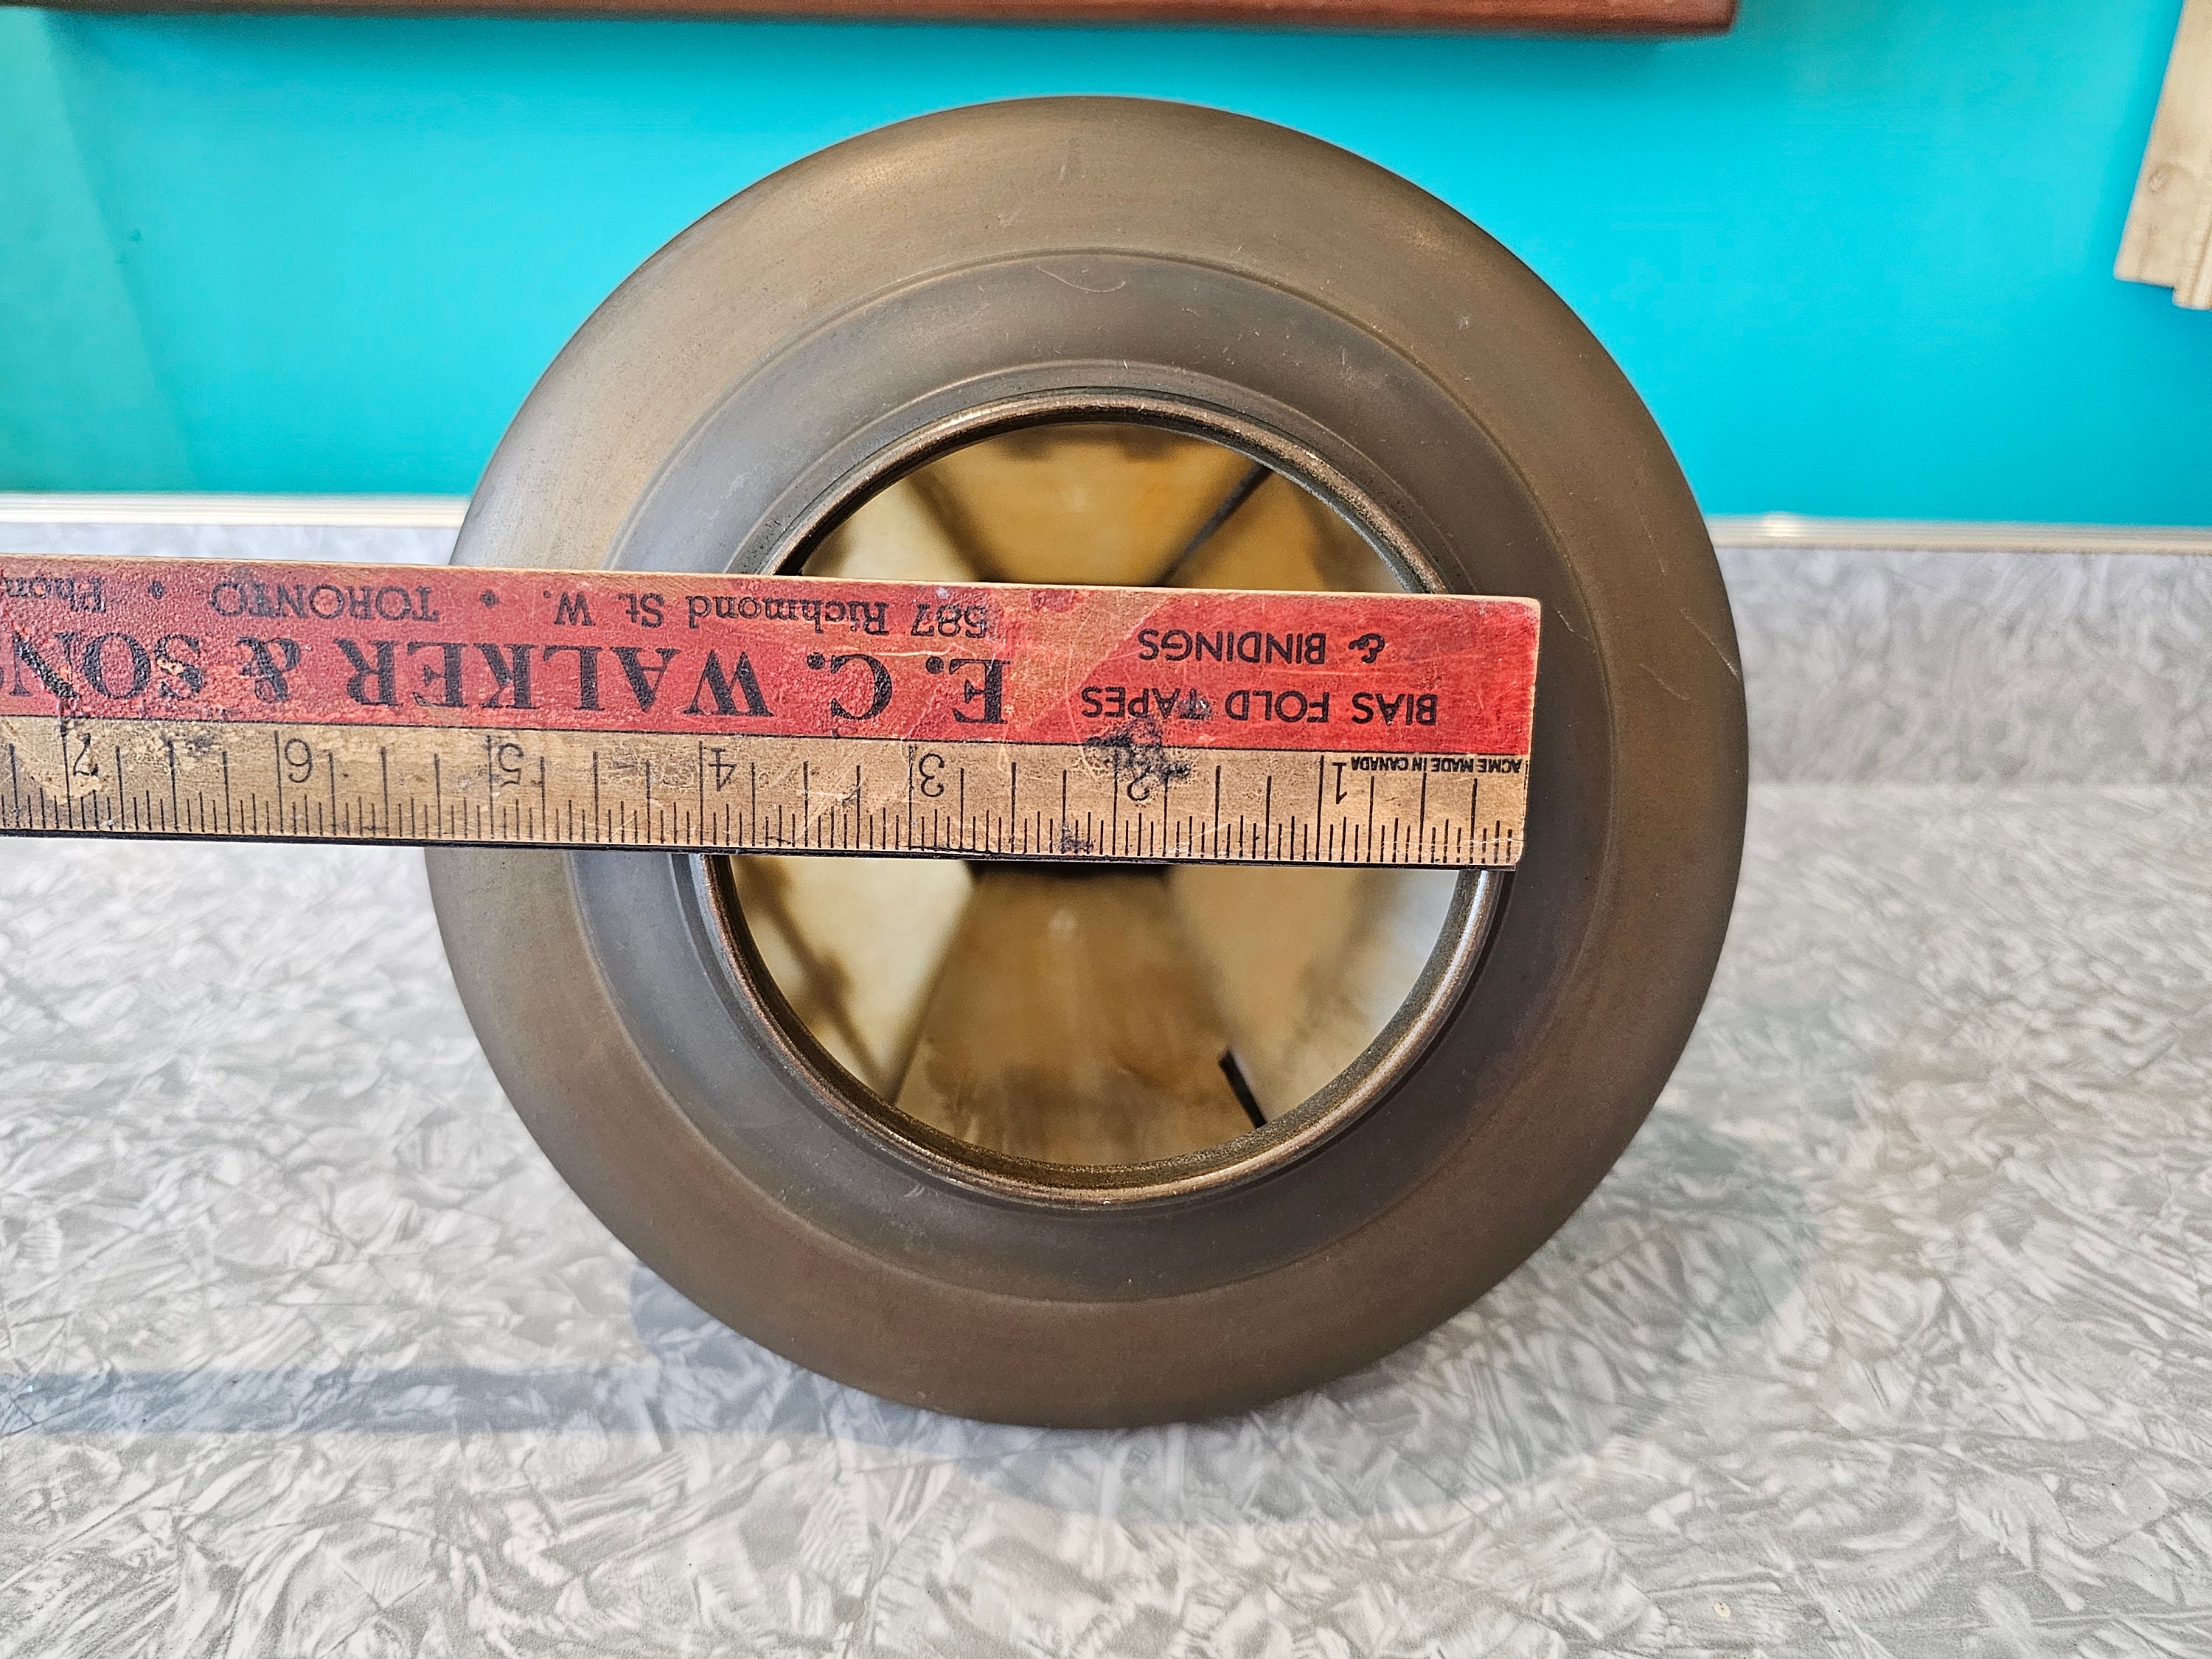 BIAS FOLD TAPES
& BINDINGS
E. C. WALKER & SON
587 Richmond St. W. • TORONTO • Phon
ACME MADE IN CANADA
1 2 3 4 5 6 7